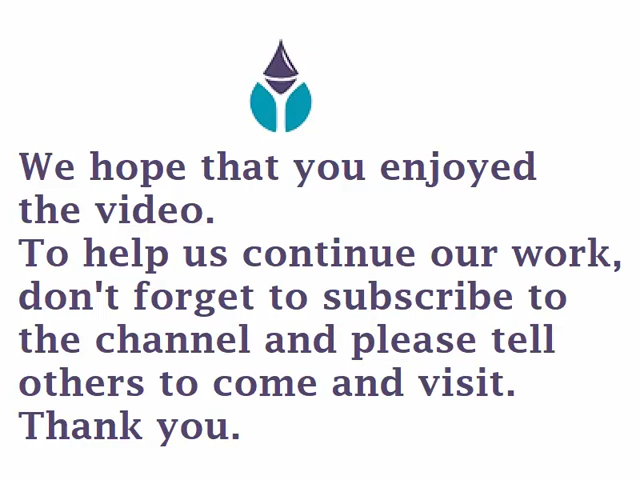 We hope that you enjoyed
the video.
To help us continue our work,
don't forget to subscribe to
the channel and please tell
others to come and visit.
Thank you.